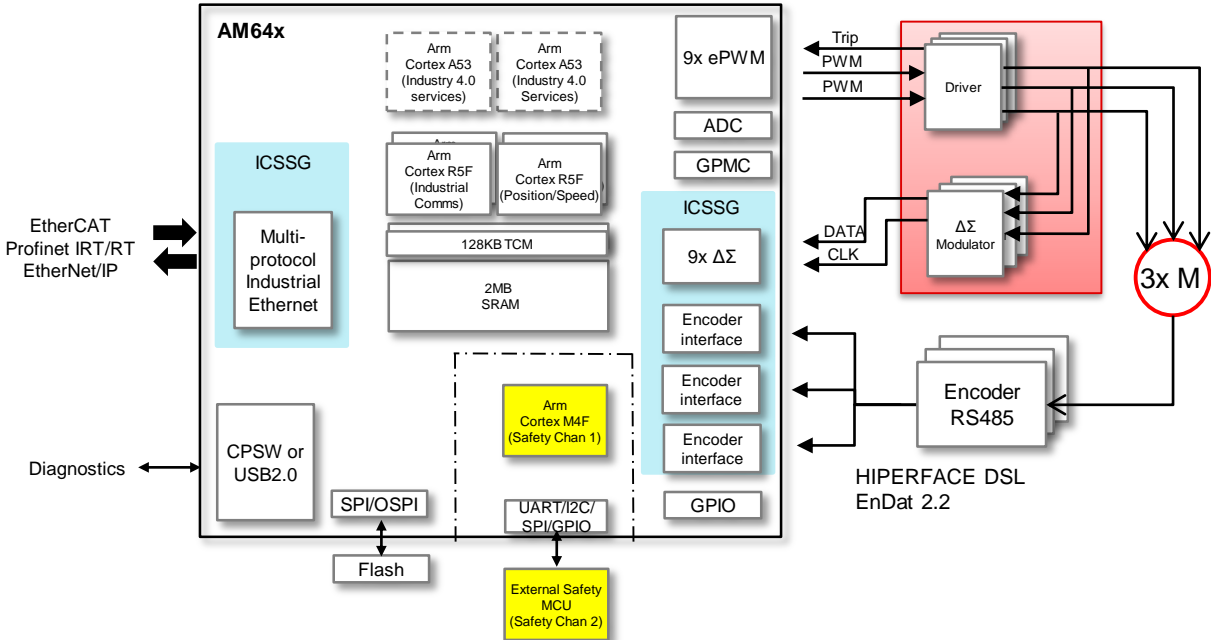 AM64x
Arm
Cortex A53
(Industry 4.0
services)
Arm
Cortex A53
(Industry 4.0
Services)
9x ePWM
ADC
GPMC
Trip
PWM
PWM
Driver
ICSSG
Multi-
protocol
Industrial
Ethernet
Arm
Arm
Cortex R5F
(Industrial
Comms)
Arm
Cortex R5F
(Position/Speed)
128KB TCM
2MB
SRAM
ICSSG
9x ΔΣ
Encoder
interface
Encoder
interface
Encoder
interface
DATA
CLK
ΔΣ
Modulator
3x M
EtherCAT
Profinet IRT/RT
EtherNet/IP
Encoder
RS485
HIPERFACE DSL
EnDat 2.2
Arm
Cortex M4F
(Safety Chan 1)
Diagnostics
CPSW or
USB2.0
SPI/OSPI
Flash
UART/I2C/
SPI/GPIO
GPIO
External Safety
MCU
(Safety Chan 2)